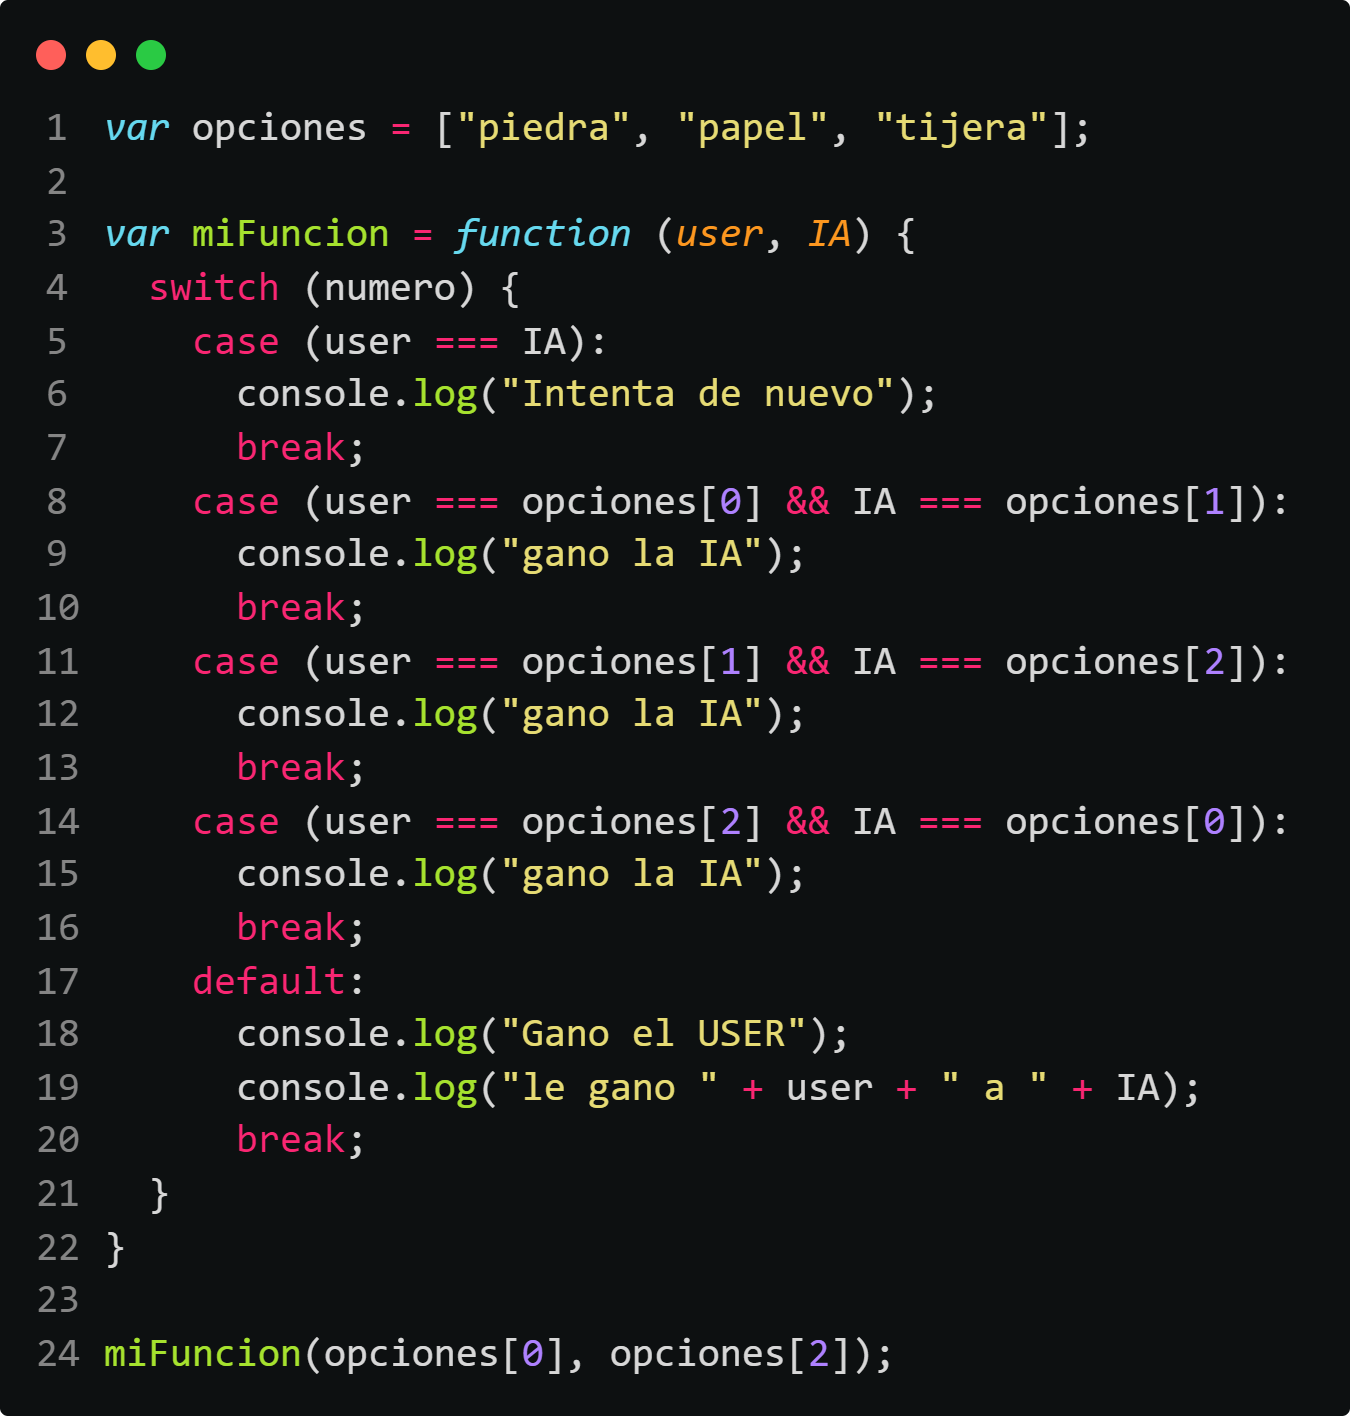 1 var opciones = ["piedra", "papel", "tijera"];
2
3 var miFuncion = function (user, IA) {
4   switch (numero) {
5     case (user === IA):
6       console.log("Intenta de nuevo");
7       break;
8     case (user === opciones[0] && IA === opciones[1]):
9       console.log("gano la IA");
10       break;
11     case (user === opciones[1] && IA === opciones[2]):
12       console.log("gano la IA");
13       break;
14     case (user === opciones[2] && IA === opciones[0]):
15       console.log("gano la IA");
16       break;
17     default:
18       console.log("Gano el USER");
19       console.log("le gano " + user + " a " + IA);
20       break;
21   }
22 }
23
24 miFuncion(opciones[0], opciones[2]);